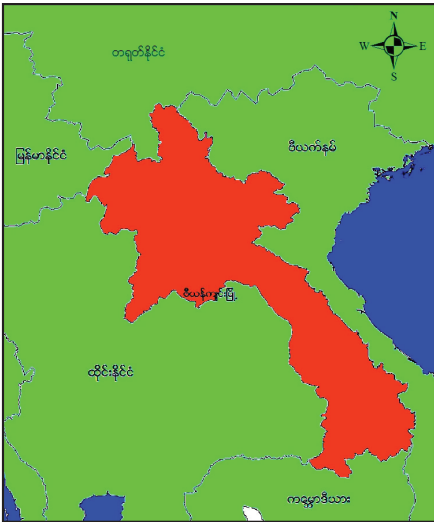 N
တရုတ်နိုင်ငံ
W E
S
မြန်မာနိုင်ငံ
ဗီယက်နမ်
ဗီယန်ကျင်းမြို့
ထိုင်းနိုင်ငံ
ကမ္ဘောဒီးယား